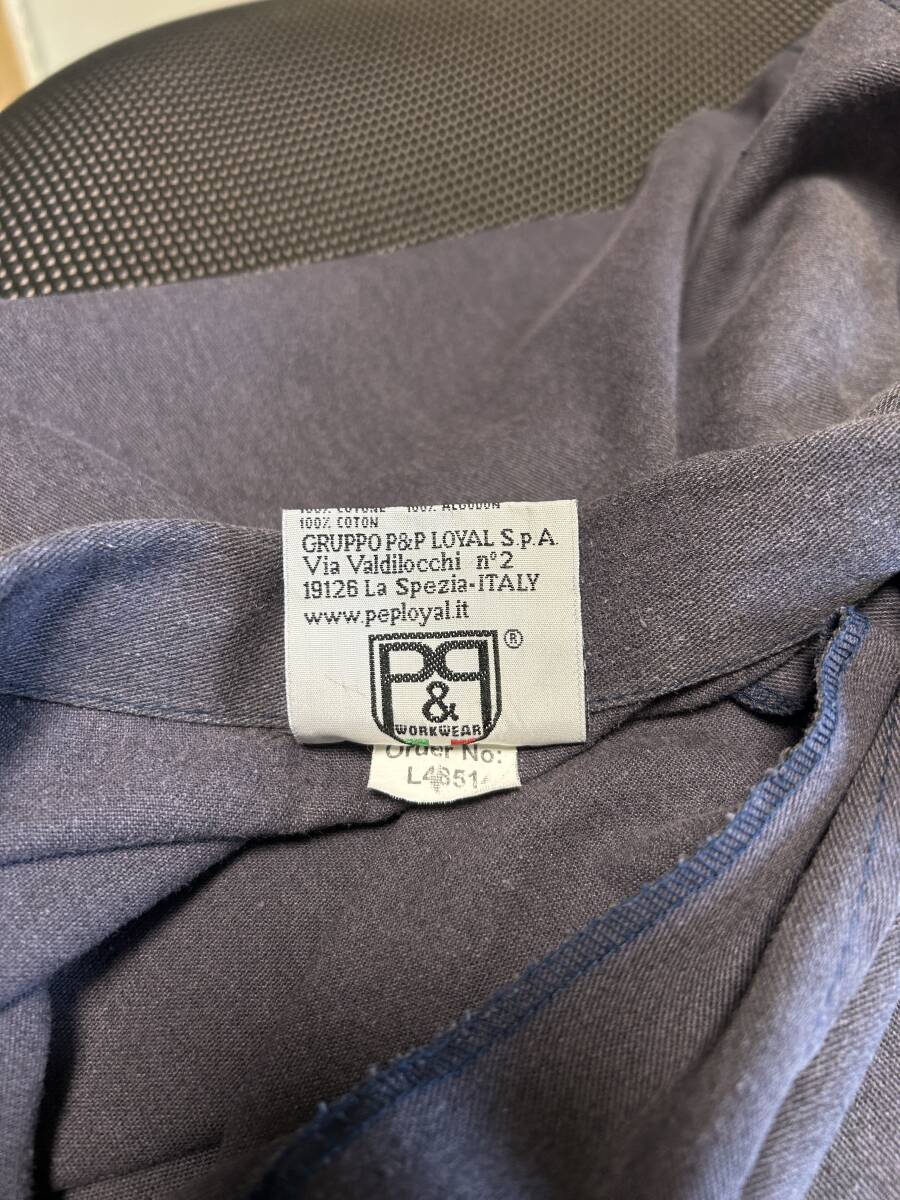 100% COTONE 100% ALGODON
100% COTON
GRUPPO P&P LOYAL S.p.A.
Via Valdilocchi n°2
19126 La Spezia-ITALY
www.peployal.it
P&P ®
WORKWEAR
Order No:
L4651